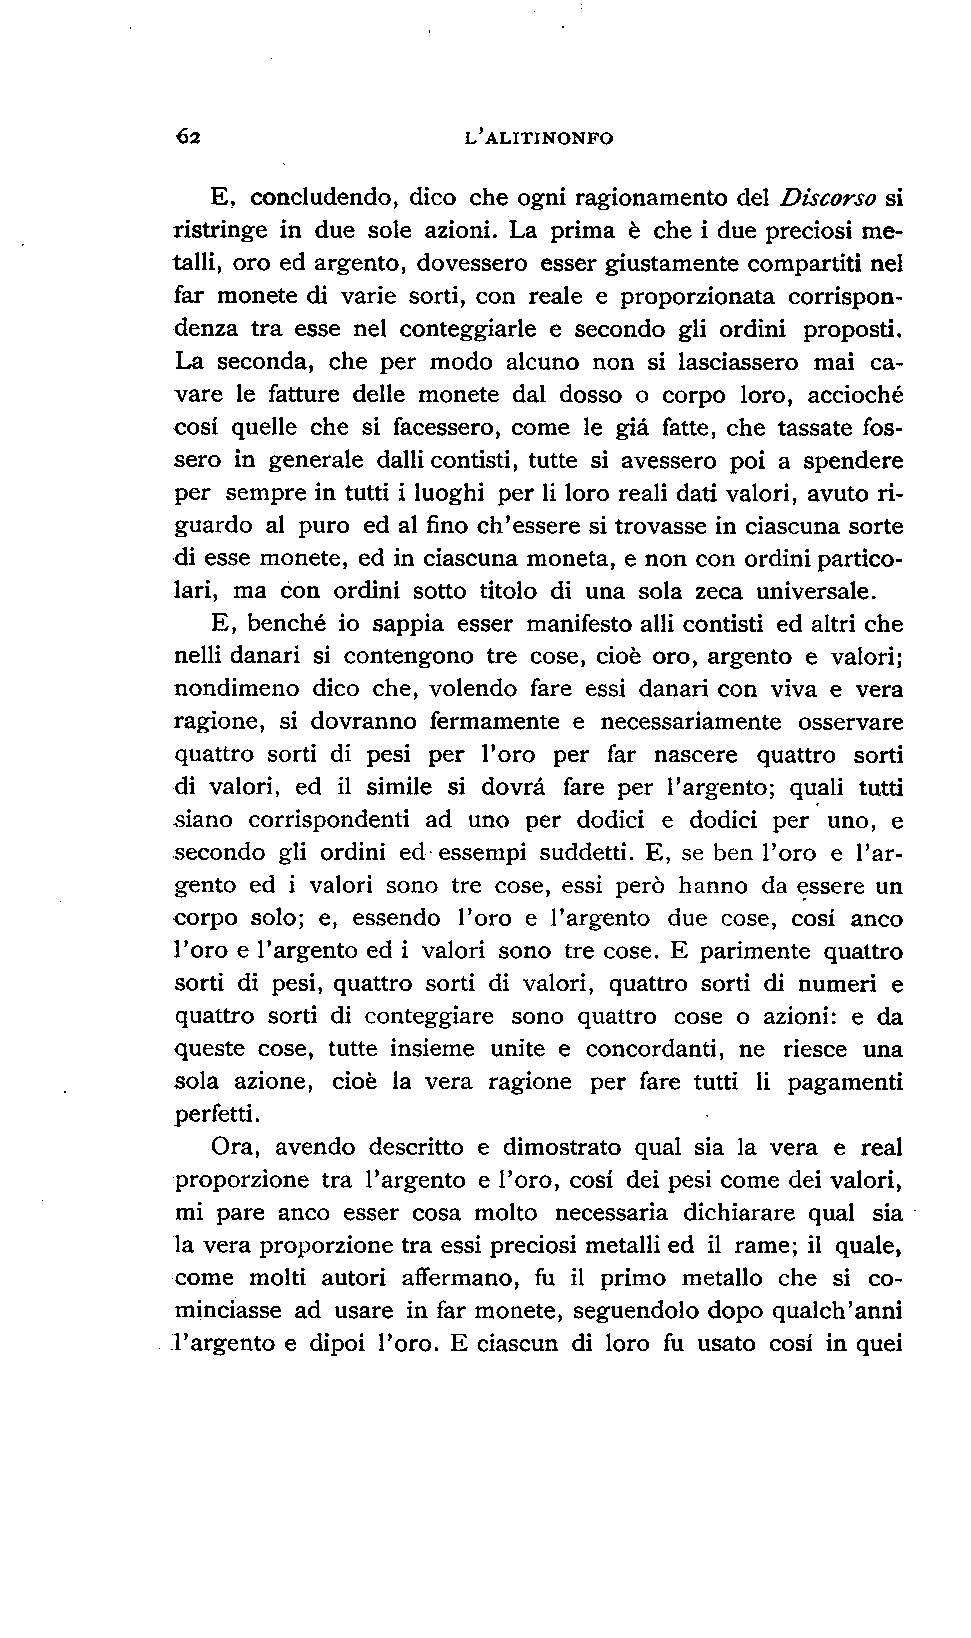 62 L'ALITINONFO
E, concludendo, dico che ogni ragionamento del Discorso si
ristringe in due sole azioni. La prima è che i due preciosi me-
talli, oro ed argento, dovessero esser giustamente compartiti nel
far monete di varie sorti, con reale e proporzionata corrispon-
denza tra esse nel conteggiarle e secondo gli ordini proposti.
La seconda, che per modo alcuno non si lasciassero mai ca-
vare le fatture delle monete dal dosso o corpo loro, accioché
cosí quelle che si facessero, come le giá fatte, che tassate fos-
sero in generale dalli contisti, tutte si avessero poi a spendere
per sempre in tutti i luoghi per li loro reali dati valori, avuto ri-
guardo al puro ed al fino ch'essere si trovasse in ciascuna sorte
di esse monete, ed in ciascuna moneta, e non con ordini partico-
lari, ma con ordini sotto titolo di una sola zeca universale.
E, benché io sappia esser manifesto alli contisti ed altri che
nelli danari si contengono tre cose, cioè oro, argento e valori;
nondimeno dico che, volendo fare essi danari con viva e vera
ragione, si dovranno fermamente e necessariamente osservare
quattro sorti di pesi per l'oro per far nascere quattro sorti
di valori, ed il simile si dovrá fare per l'argento; quali tutti
siano corrispondenti ad uno per dodici e dodici per uno, e
secondo gli ordini ed essempi suddetti. E, se ben l'oro e l'ar-
gento ed i valori sono tre cose, essi però hanno da essere un
corpo solo; e, essendo l'oro e l'argento due cose, cosí anco
l'oro e l'argento ed i valori sono tre cose. E parimente quattro
sorti di pesi, quattro sorti di valori, quattro sorti di numeri e
quattro sorti di conteggiare sono quattro cose o azioni: e da
queste cose, tutte insieme unite e concordanti, ne riesce una
sola azione, cioè la vera ragione per fare tutti li pagamenti
perfetti.
Ora, avendo descritto e dimostrato qual sia la vera e real
proporzione tra l'argento e l'oro, cosí dei pesi come dei valori,
mi pare anco esser cosa molto necessaria dichiarare qual sia
la vera proporzione tra essi preciosi metalli ed il rame; il quale,
come molti autori affermano, fu il primo metallo che si co-
minciasse ad usare in far monete, seguendolo dopo qualch'anni
l'argento e dipoi l'oro. E ciascun di loro fu usato cosí in quei